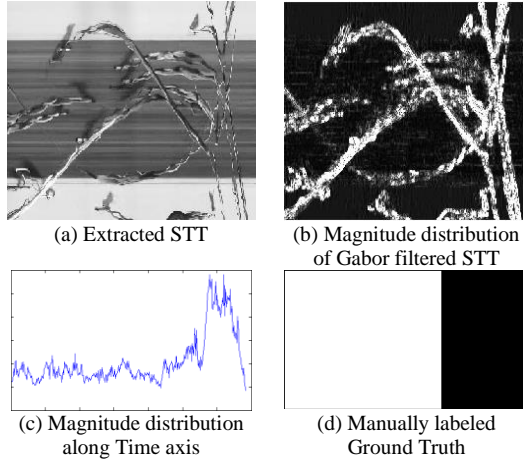 (a) Extracted STT
(b) Magnitude distribution
of Gabor filtered STT
(c) Magnitude distribution
along Time axis
(d) Manually labeled
Ground Truth